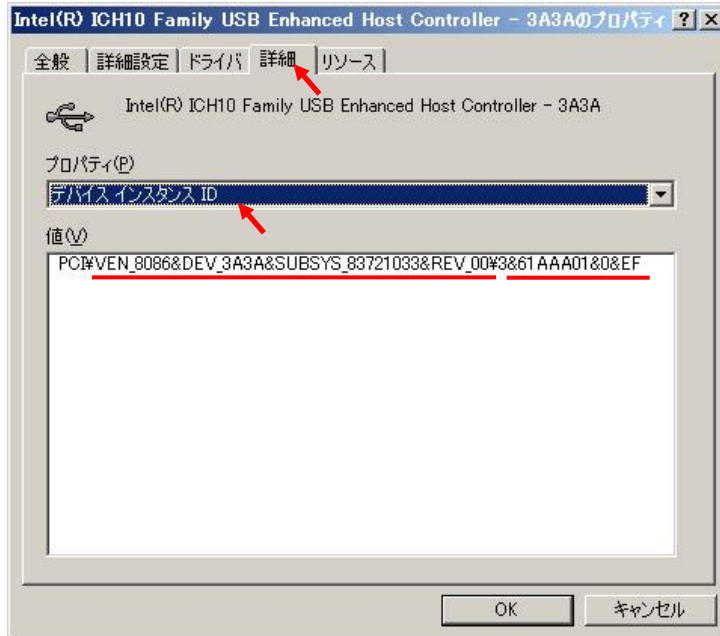 Intel(R) ICH10 Family USB Enhanced Host Controller - 3A3Aのプロパティ
全般 詳細設定 ドライバ 詳細 リソース
Intel(R) ICH10 Family USB Enhanced Host Controller - 3A3A
プロパティ(P)
デバイス インスタンス ID
値(V)
PCI¥VEN_8086&DEV_3A3A&SUBSYS_83721033&REV_00¥3&61AAA01&0&EF
OK キャンセル